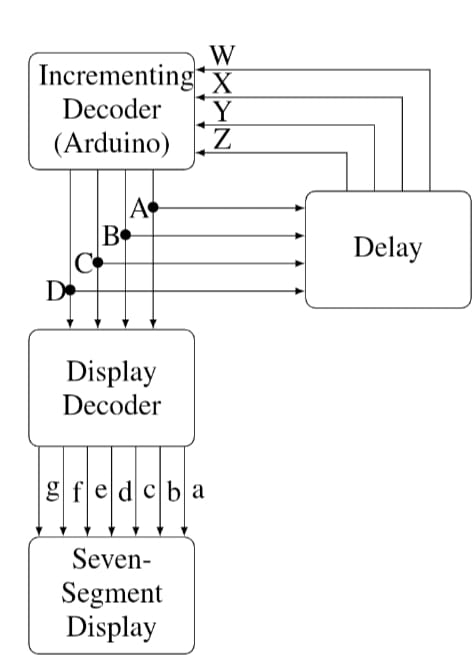 W
Incrementing
X
Decoder
Y
(Arduino)
Z
A
B
Delay
C
D
Display
Decoder
g f e d c b a
Seven-
Segment
Display